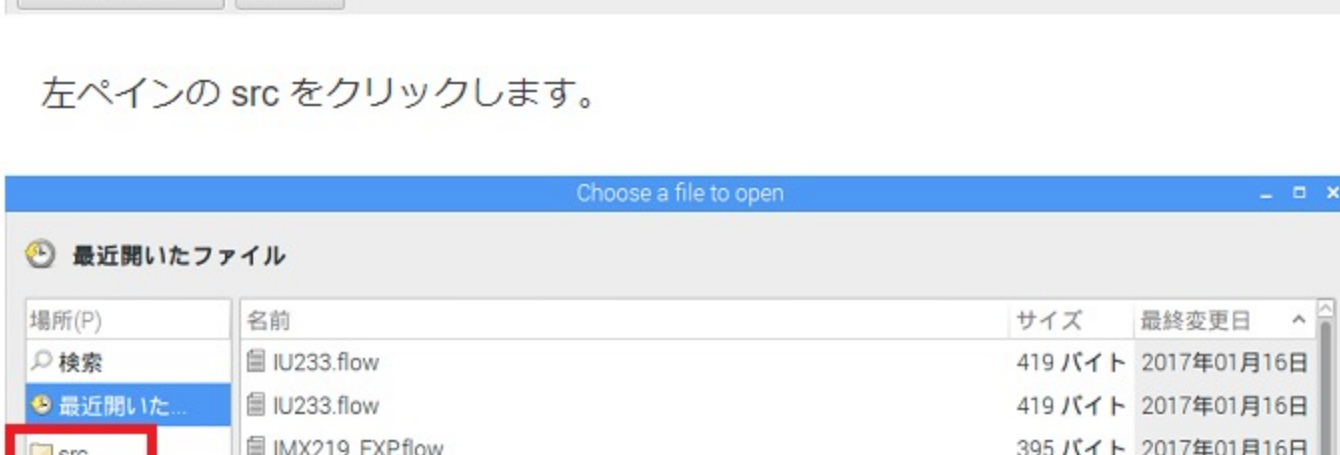 左ペインの src をクリックします。
Choose a file to open
最近開いたファイル
場所(P) 名前 サイズ 最終変更日
検索 IU233.flow 419 バイト 2017年01月16日
最近開いた... IU233.flow 419 バイト 2017年01月16日
src IMX219_EXP.flow 395 バイト 2017年01月16日